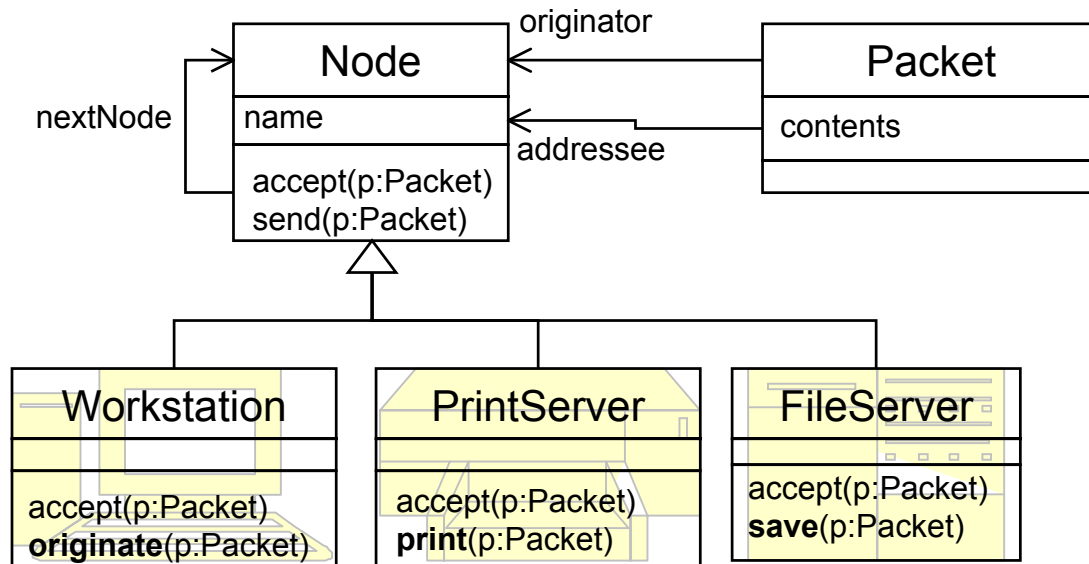 originator
Node
Packet
nextNode
name
contents
addressee
accept(p:Packet)
send(p:Packet)
Workstation
PrintServer
FileServer
accept(p:Packet)
originate(p:Packet)
accept(p:Packet)
print(p:Packet)
accept(p:Packet)
save(p:Packet)